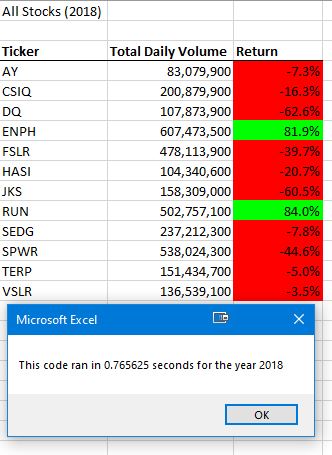 All Stocks (2018)
Ticker Total Daily Volume Return
AY 83,079,900 -7.3%
CSIQ 200,879,900 -16.3%
DQ 107,873,900 -62.6%
ENPH 607,473,500 81.9%
FSLR 478,113,900 -39.7%
HASI 104,340,600 -20.7%
JKS 158,309,000 -60.5%
RUN 502,757,100 84.0%
SEDG 237,212,300 -7.8%
SPWR 538,024,300 -44.6%
TERP 151,434,700 -5.0%
VSLR 136,539,100 -3.5%
Microsoft Excel
This code ran in 0.765625 seconds for the year 2018
OK